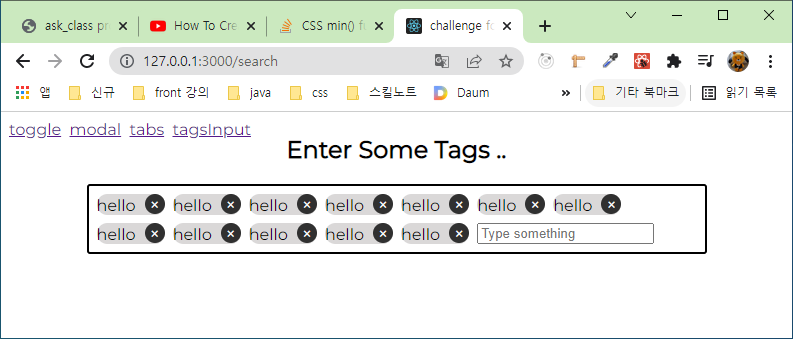 ask_class pr
How To Cre
CSS min() fu
challenge fo
127.0.0.1:3000/search
앱 신규 front 강의 java css 스킬노트 Daum » 기타 북마크 읽기 목록
toggle modal tabs tagsInput
Enter Some Tags ..
hello × hello × hello × hello × hello × hello × hello ×
hello × hello × hello × hello × hello × Type something